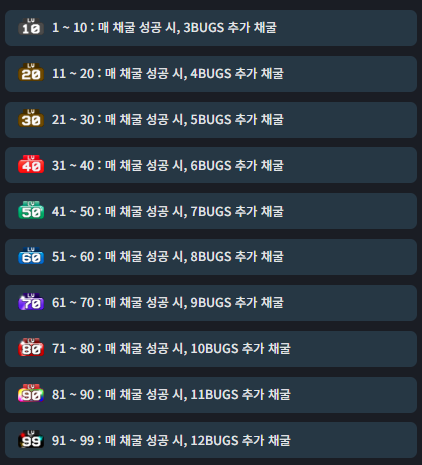 LV 10 1 ~ 10 : 매 채굴 성공 시, 3BUGS 추가 채굴
LV 20 11 ~ 20 : 매 채굴 성공 시, 4BUGS 추가 채굴
LV 30 21 ~ 30 : 매 채굴 성공 시, 5BUGS 추가 채굴
LV 40 31 ~ 40 : 매 채굴 성공 시, 6BUGS 추가 채굴
LV 50 41 ~ 50 : 매 채굴 성공 시, 7BUGS 추가 채굴
LV 60 51 ~ 60 : 매 채굴 성공 시, 8BUGS 추가 채굴
LV 70 61 ~ 70 : 매 채굴 성공 시, 9BUGS 추가 채굴
LV 80 71 ~ 80 : 매 채굴 성공 시, 10BUGS 추가 채굴
LV 90 81 ~ 90 : 매 채굴 성공 시, 11BUGS 추가 채굴
LV 99 91 ~ 99 : 매 채굴 성공 시, 12BUGS 추가 채굴